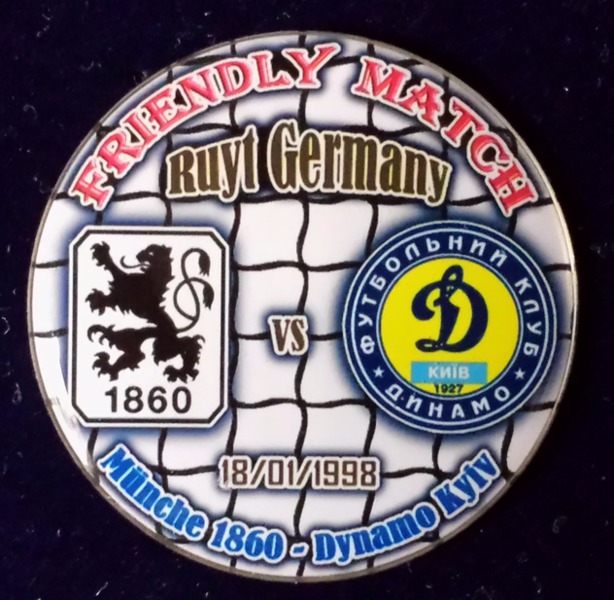 FRIENDLY MATCH
Ruyt Germany
1860
vs
ФУТБОЛЬНИЙ КЛУБ
Д
КИЇВ
1927
ДИНАМО
18/01/1998
Münche 1860 - Dynamo Kyiv